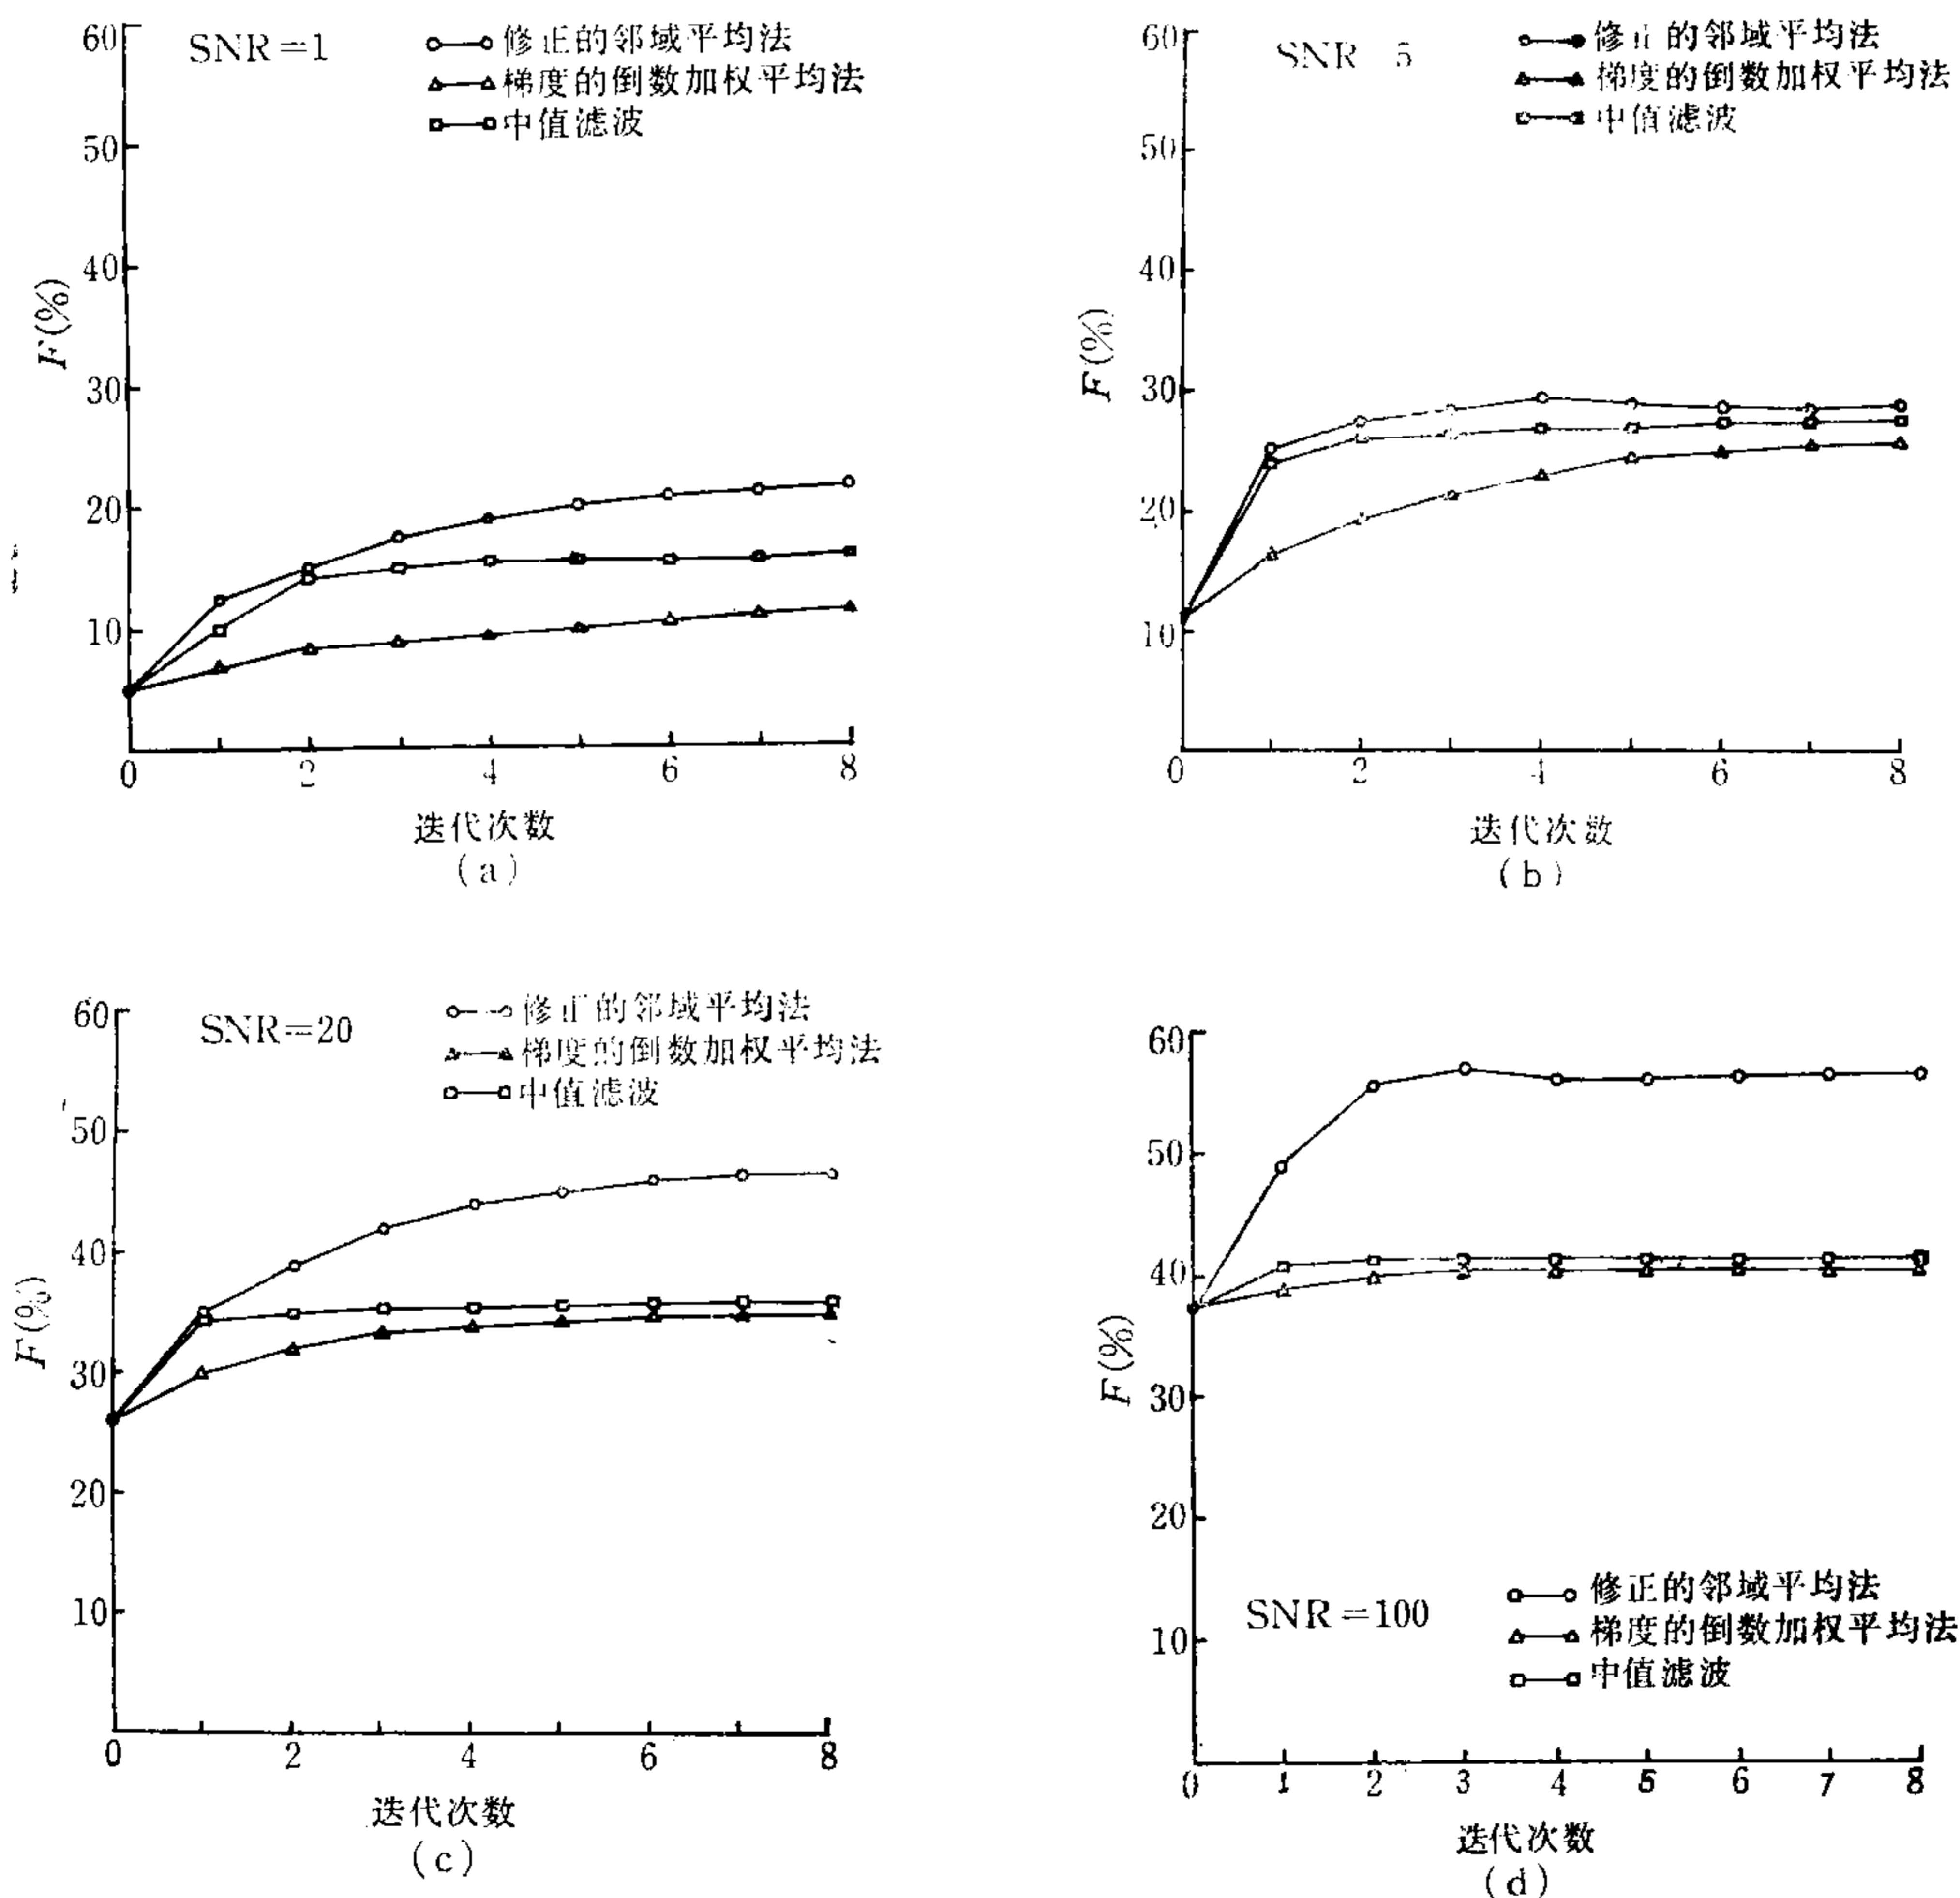 SNR=1
修正的邻域平均法
梯度的倒数加权平均法
中值滤波
60
50
40
30
20
10
F(%)
0 2 4 6 8
迭代次数
(a)
SNR 5
修正的邻域平均法
梯度的倒数加权平均法
中值滤波
60
50
40
30
20
10
F(%)
0 2 4 6 8
迭代次数
(b)
SNR=20
修正的邻域平均法
梯度的倒数加权平均法
中值滤波
60
50
40
30
20
10
F(%)
0 2 4 6 8
迭代次数
(c)
60
50
40
30
20
10
F(%)
SNR=100
修正的邻域平均法
梯度的倒数加权平均法
中值滤波
0 1 2 3 4 5 6 7 8
迭代次数
(d)